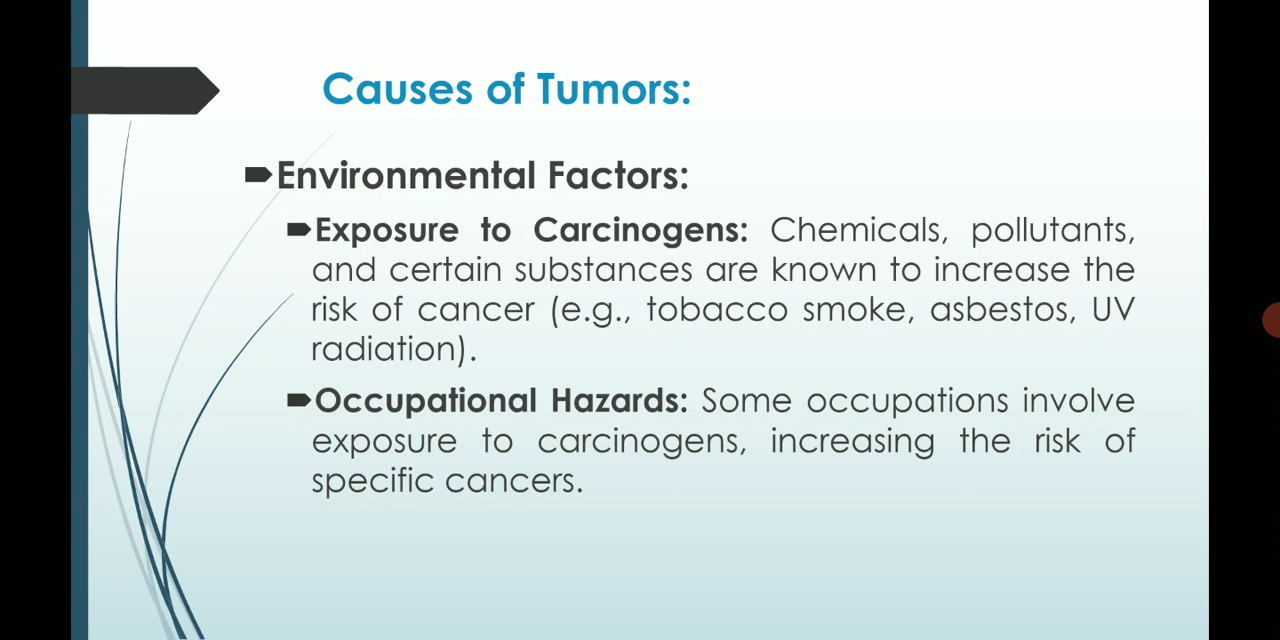 Causes of Tumors:
Environmental Factors:
Exposure to Carcinogens: Chemicals, pollutants,
and certain substances are known to increase the
risk of cancer (e.g., tobacco smoke, asbestos, UV
radiation).
Occupational Hazards: Some occupations involve
exposure to carcinogens, increasing the risk of
specific cancers.